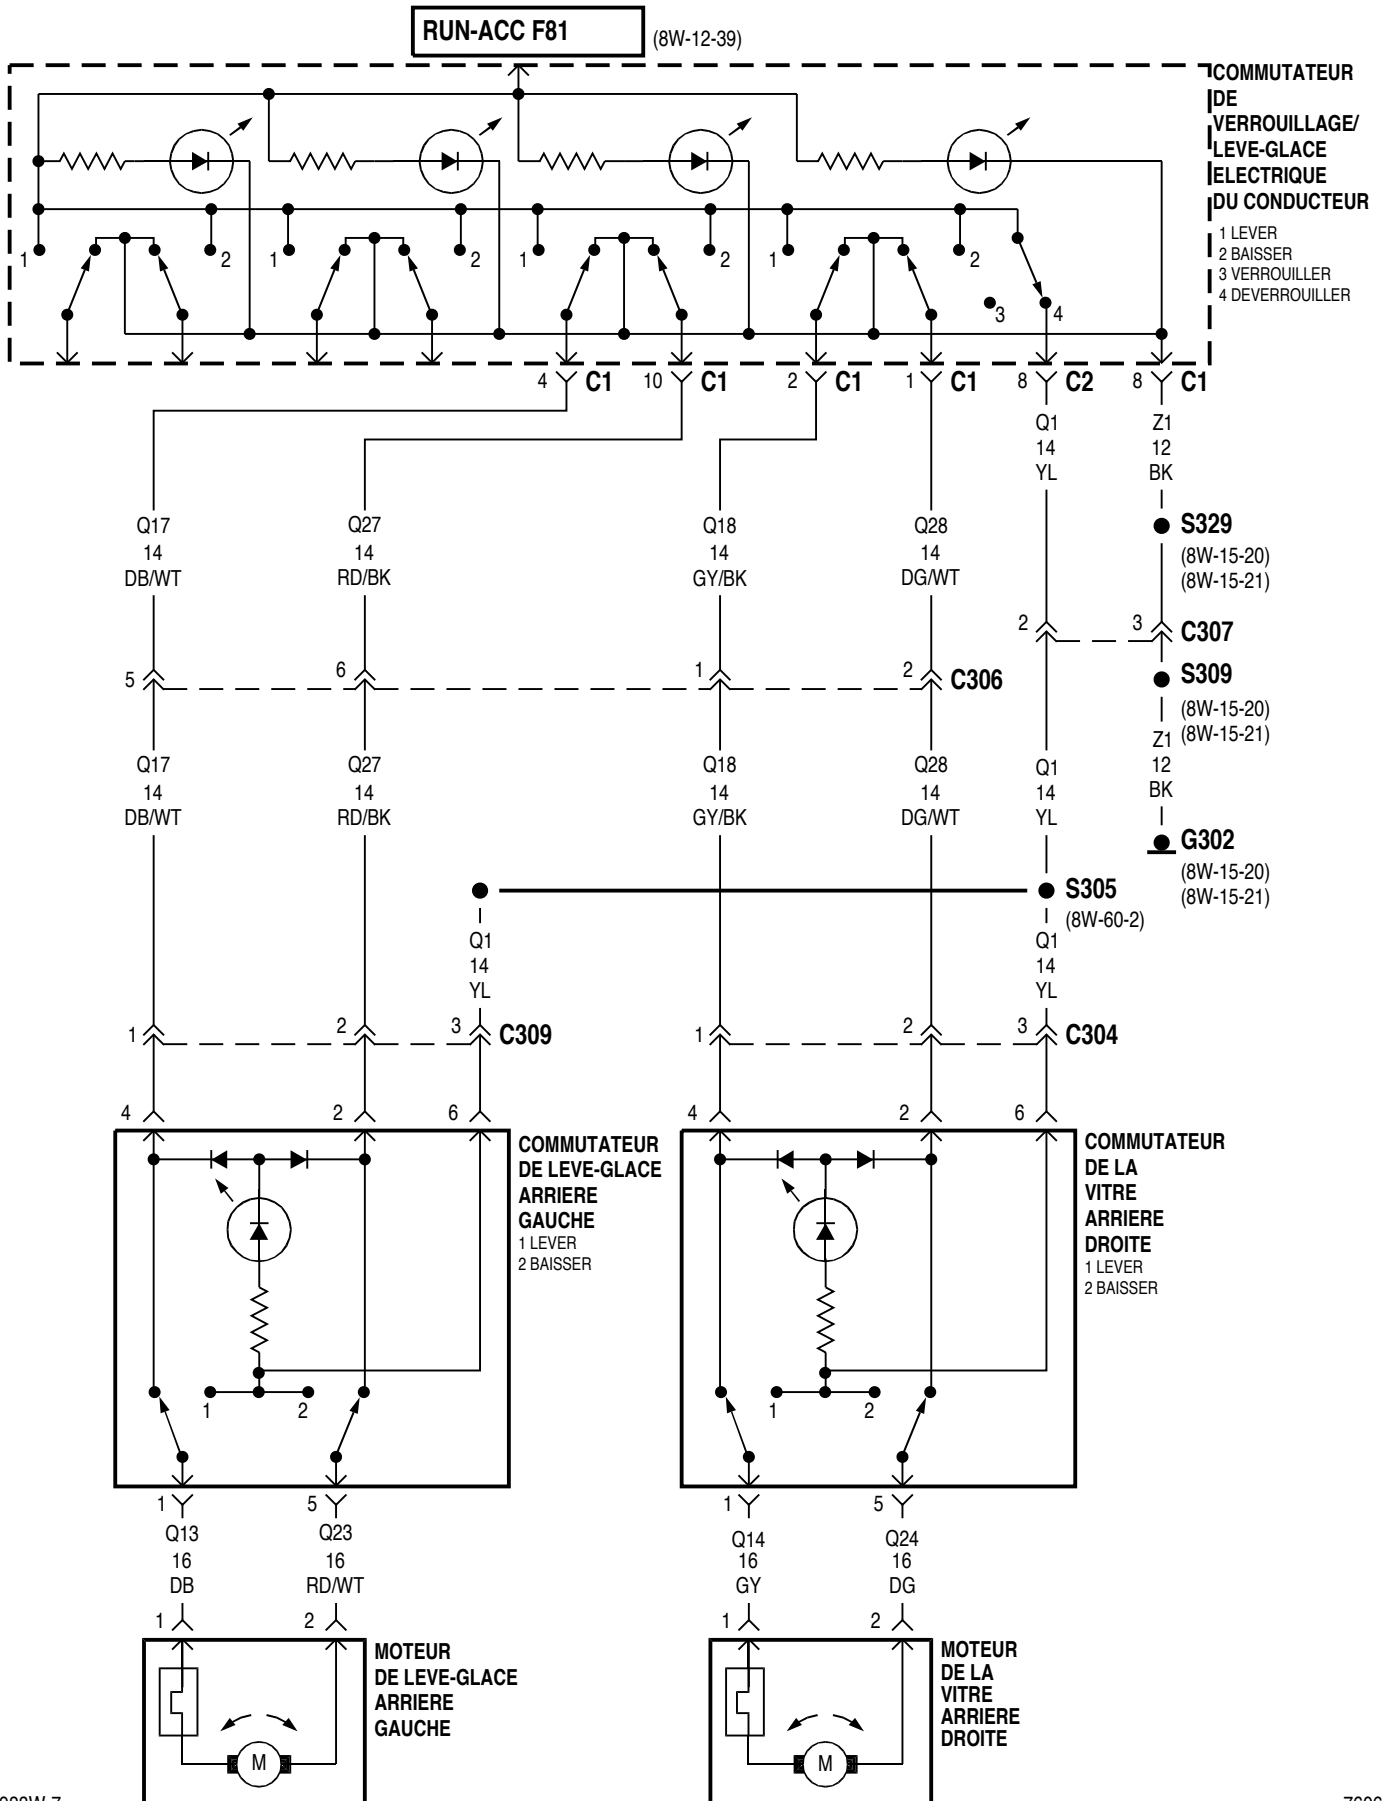 RUN-ACC F81
(8W-12-39)
COMMUTATEUR
DE
VERROUILLAGE/
LEVE-GLACE
ELECTRIQUE
DU CONDUCTEUR
1 LEVER
2 BAISSER
3 VERROUILLER
4 DEVERROUILLER
1 2 1 2 1 2 1 2
3 4
4 C1 10 C1 2 C1 1 C1 8 C2 8 C1
Q1 Z1
14 12
YL BK
Q17 Q27 Q18 Q28
14 14 14 14
DB/WT RD/BK GY/BK DG/WT
S329
(8W-15-20)
(8W-15-21)
2 3 C307
5 6 1 2 C306
S309
(8W-15-20)
(8W-15-21)
Z1
12
BK
Q17 Q27 Q18 Q28 Q1
14 14 14 14 14
DB/WT RD/BK GY/BK DG/WT YL
G302
(8W-15-20)
(8W-15-21)
S305
(8W-60-2)
Q1 Q1
14 14
YL YL
1 2 3 C309 1 2 3 C304
4 2 6 4 2 6
COMMUTATEUR
DE LEVE-GLACE
ARRIERE
GAUCHE
1 LEVER
2 BAISSER
COMMUTATEUR
DE LA
VITRE
ARRIERE
DROITE
1 LEVER
2 BAISSER
1 2 1 2
1 5 1 5
Q13 Q23 Q14 Q24
16 16 16 16
DB RD/WT GY DG
1 2 1 2
MOTEUR
DE LEVE-GLACE
ARRIERE
GAUCHE
M
MOTEUR
DE LA
VITRE
ARRIERE
DROITE
M